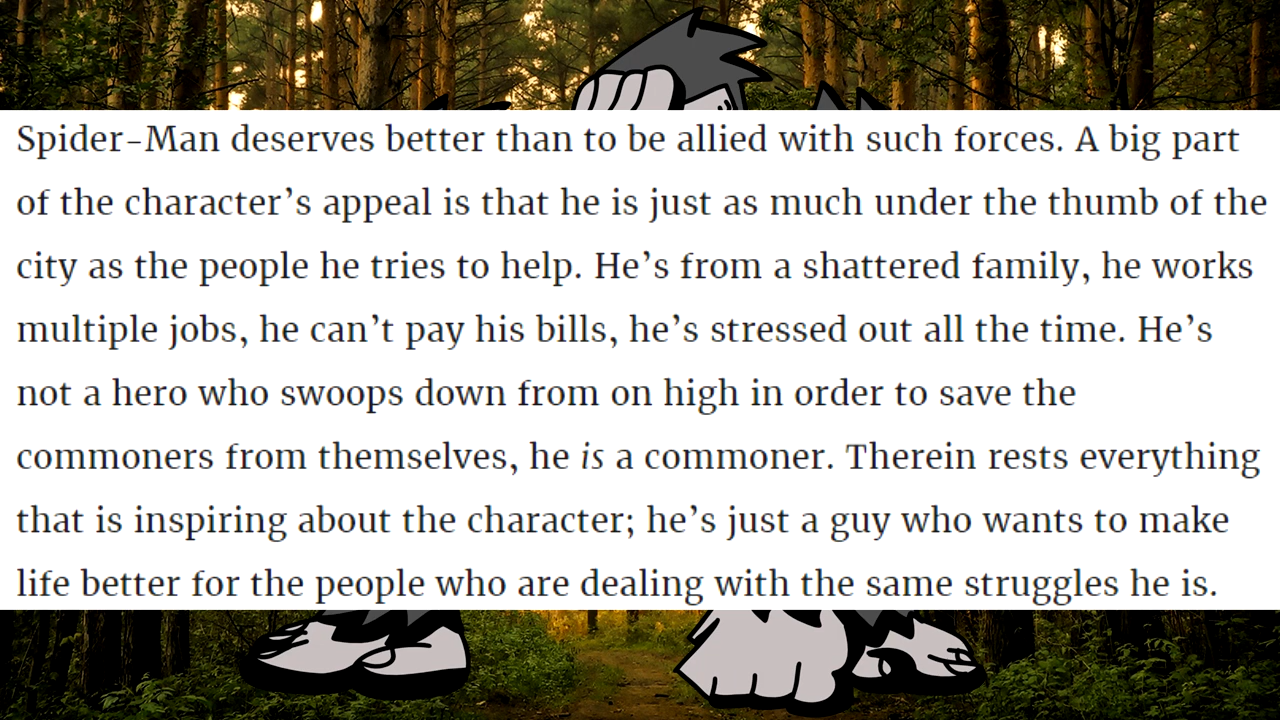 Spider-Man deserves better than to be allied with such forces. A big part
of the character’s appeal is that he is just as much under the thumb of the
city as the people he tries to help. He’s from a shattered family, he works
multiple jobs, he can’t pay his bills, he’s stressed out all the time. He’s
not a hero who swoops down from on high in order to save the
commoners from themselves, he is a commoner. Therein rests everything
that is inspiring about the character; he’s just a guy who wants to make
life better for the people who are dealing with the same struggles he is.